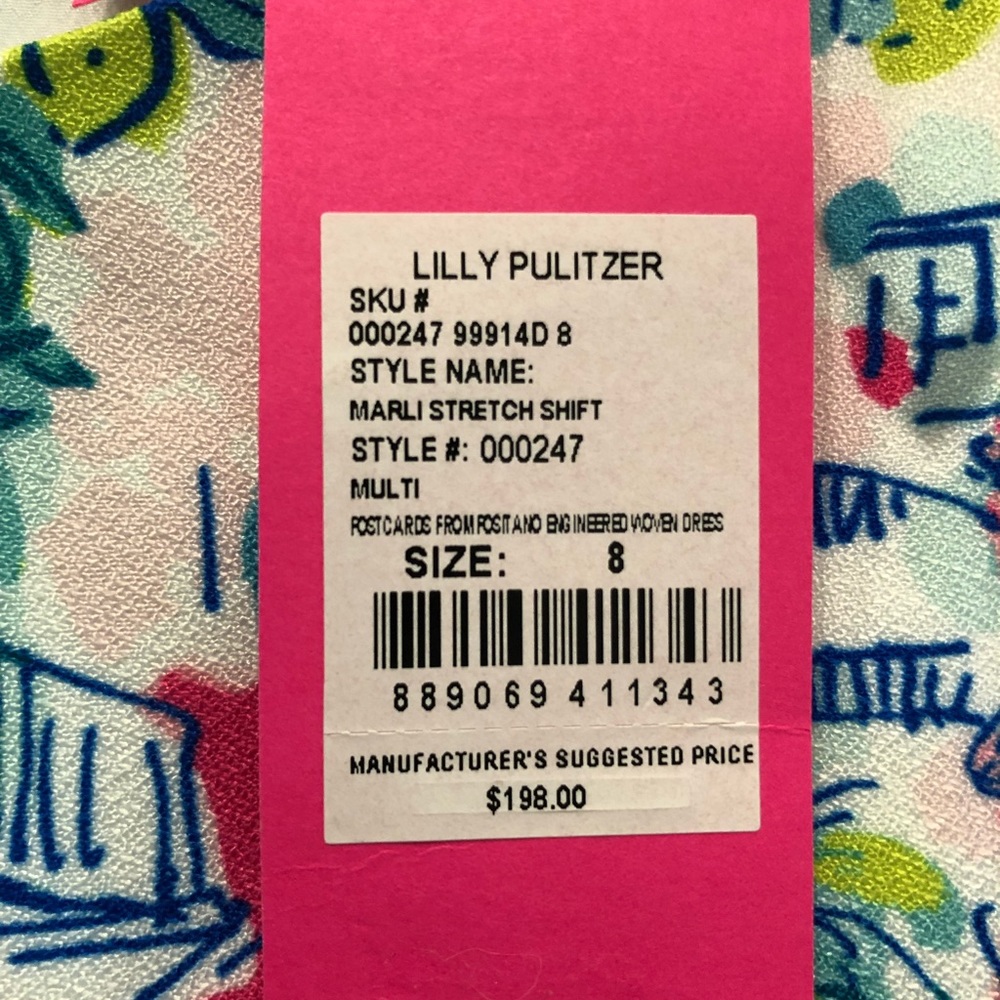 LILLY PULITZER
SKU #
000247 99914D 8
STYLE NAME:
MARLI STRETCH SHIFT
STYLE #: 000247
MULTI
POSTCARDS FROM POSITANO ENGINEERED WOVEN DRESS
SIZE: 8
889069 411343
MANUFACTURER'S SUGGESTED PRICE
$198.00